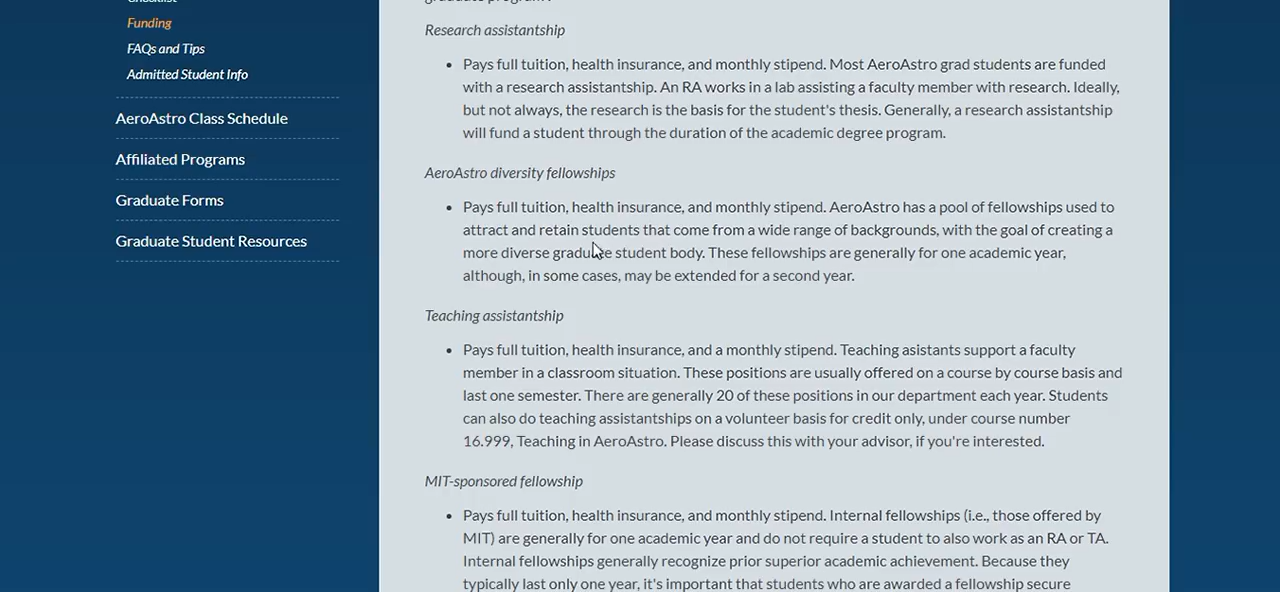 Funding
FAQs and Tips
Admitted Student Info
AeroAstro Class Schedule
Affiliated Programs
Graduate Forms
Graduate Student Resources
Research assistantship
Pays full tuition, health insurance, and monthly stipend. Most AeroAstro grad students are funded
with a research assistantship. An RA works in a lab assisting a faculty member with research. Ideally,
but not always, the research is the basis for the student's thesis. Generally, a research assistantship
will fund a student through the duration of the academic degree program.
AeroAstro diversity fellowships
Pays full tuition, health insurance, and monthly stipend. AeroAstro has a pool of fellowships used to
attract and retain students that come from a wide range of backgrounds, with the goal of creating a
more diverse graduate student body. These fellowships are generally for one academic year,
although, in some cases, may be extended for a second year.
Teaching assistantship
Pays full tuition, health insurance, and a monthly stipend. Teaching asistants support a faculty
member in a classroom situation. These positions are usually offered on a course by course basis and
last one semester. There are generally 20 of these positions in our department each year. Students
can also do teaching assistantships on a volunteer basis for credit only, under course number
16.999, Teaching in AeroAstro. Please discuss this with your advisor, if you're interested.
MIT-sponsored fellowship
Pays full tuition, health insurance, and monthly stipend. Internal fellowships (i.e., those offered by
MIT) are generally for one academic year and do not require a student to also work as an RA or TA.
Internal fellowships generally recognize prior superior academic achievement. Because they
typically last only one year, it's important that students who are awarded a fellowship secure